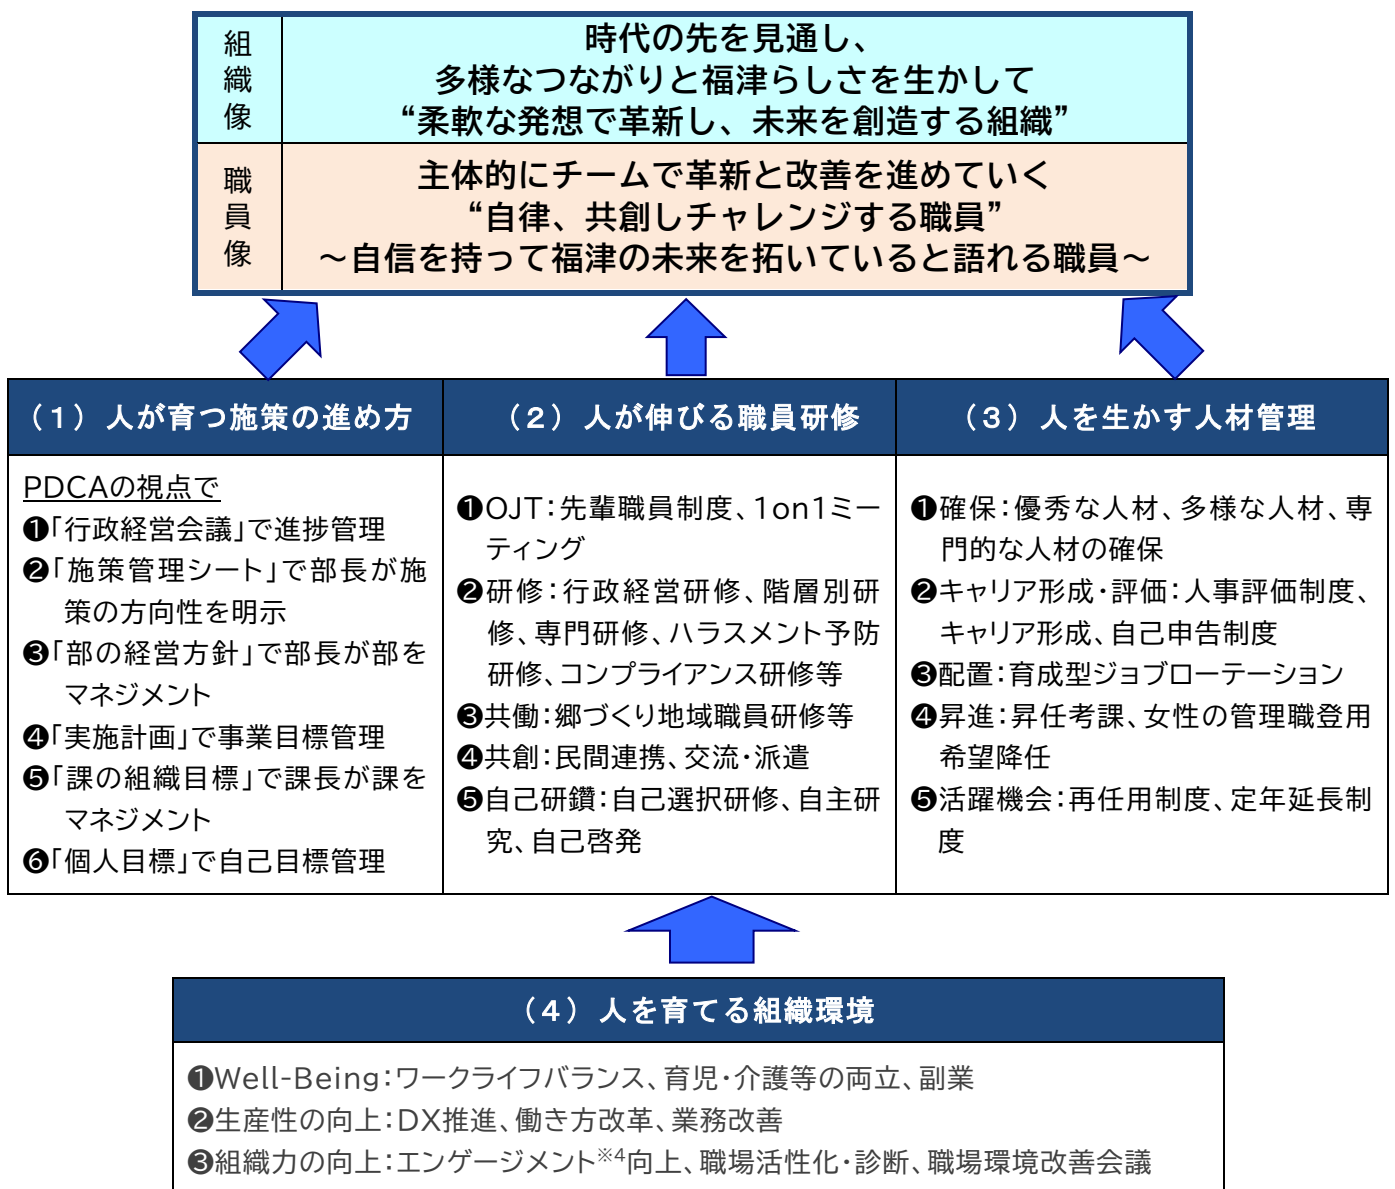 組織像
時代の先を見通し、
多様なつながりと福津らしさを生かして
“柔軟な発想で革新し、未来を創造する組織”
職員像
主体的にチームで革新と改善を進めていく
“自律、共創しチャレンジする職員”
～自信を持って福津の未来を拓いていると語れる職員～
（１）人が育つ施策の進め方
PDCAの視点で
❶「行政経営会議」で進捗管理
❷「施策管理シート」で部長が施
策の方向性を明示
❸「部の経営方針」で部長が部を
マネジメント
❹「実施計画」で事業目標管理
❺「課の組織目標」で課長が課を
マネジメント
❻「個人目標」で自己目標管理
（２）人が伸びる職員研修
❶OJT：先輩職員制度、1on1ミー
ティング
❷研修：行政経営研修、階層別研
修、専門研修、ハラスメント予防
研修、コンプライアンス研修等
❸共働：郷づくり地域職員研修等
❹共創：民間連携、交流・派遣
❺自己研鑽：自己選択研修、自主研
究、自己啓発
（３）人を生かす人材管理
❶確保：優秀な人材、多様な人材、専
門的な人材の確保
❷キャリア形成・評価：人事評価制度、
キャリア形成、自己申告制度
❸配置：育成型ジョブローテーション
❹昇進：昇任考課、女性の管理職登用
希望降任
❺活躍機会：再任用制度、定年延長制
度
（４）人を育てる組織環境
❶Well-Being：ワークライフバランス、育児・介護等の両立、副業
❷生産性の向上：DX推進、働き方改革、業務改善
❸組織力の向上：エンゲージメント※4向上、職場活性化・診断、職場環境改善会議